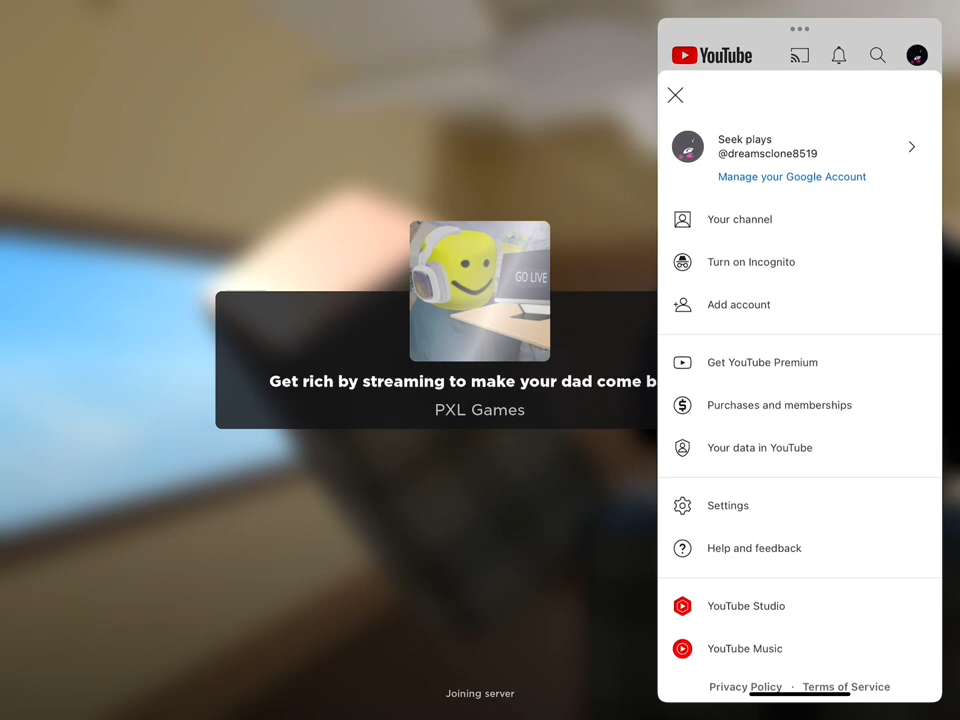 GO LIVE
Get rich by streaming to make your dad come b
PXL Games
Joining server
YouTube
Seek plays
@dreamsclone8519
Manage your Google Account
Your channel
Turn on Incognito
Add account
Get YouTube Premium
Purchases and memberships
Your data in YouTube
Settings
Help and feedback
YouTube Studio
YouTube Music
Privacy Policy · Terms of Service